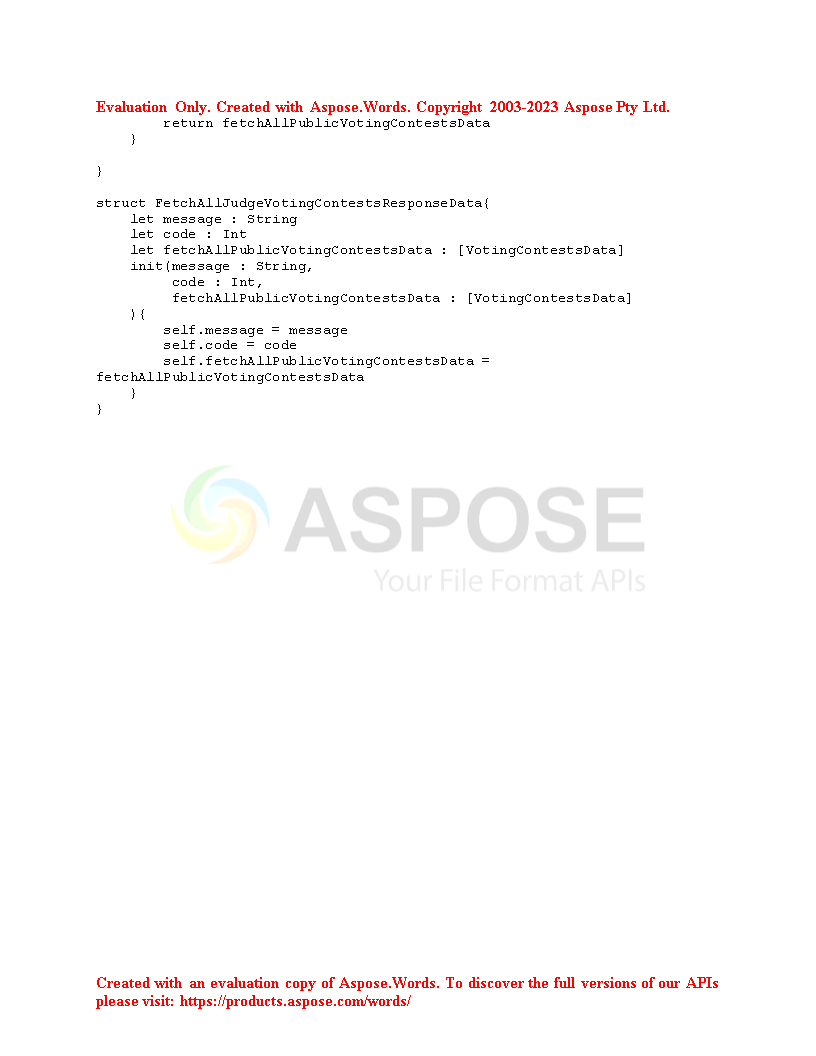 Evaluation Only. Created with Aspose.Words. Copyright 2003-2023 Aspose Pty Ltd.
        return fetchAllPublicVotingContestsData
    }
}
struct FetchAllJudgeVotingContestsResponseData{
    let message : String
    let code : Int
    let fetchAllPublicVotingContestsData : [VotingContestsData]
    init(message : String,
         code : Int,
         fetchAllPublicVotingContestsData : [VotingContestsData]
    ){
        self.message = message
        self.code = code
        self.fetchAllPublicVotingContestsData =
fetchAllPublicVotingContestsData
    }
}
ASPOSE
Your File Format APIs
Created with an evaluation copy of Aspose.Words. To discover the full versions of our APIs
please visit: https://products.aspose.com/words/